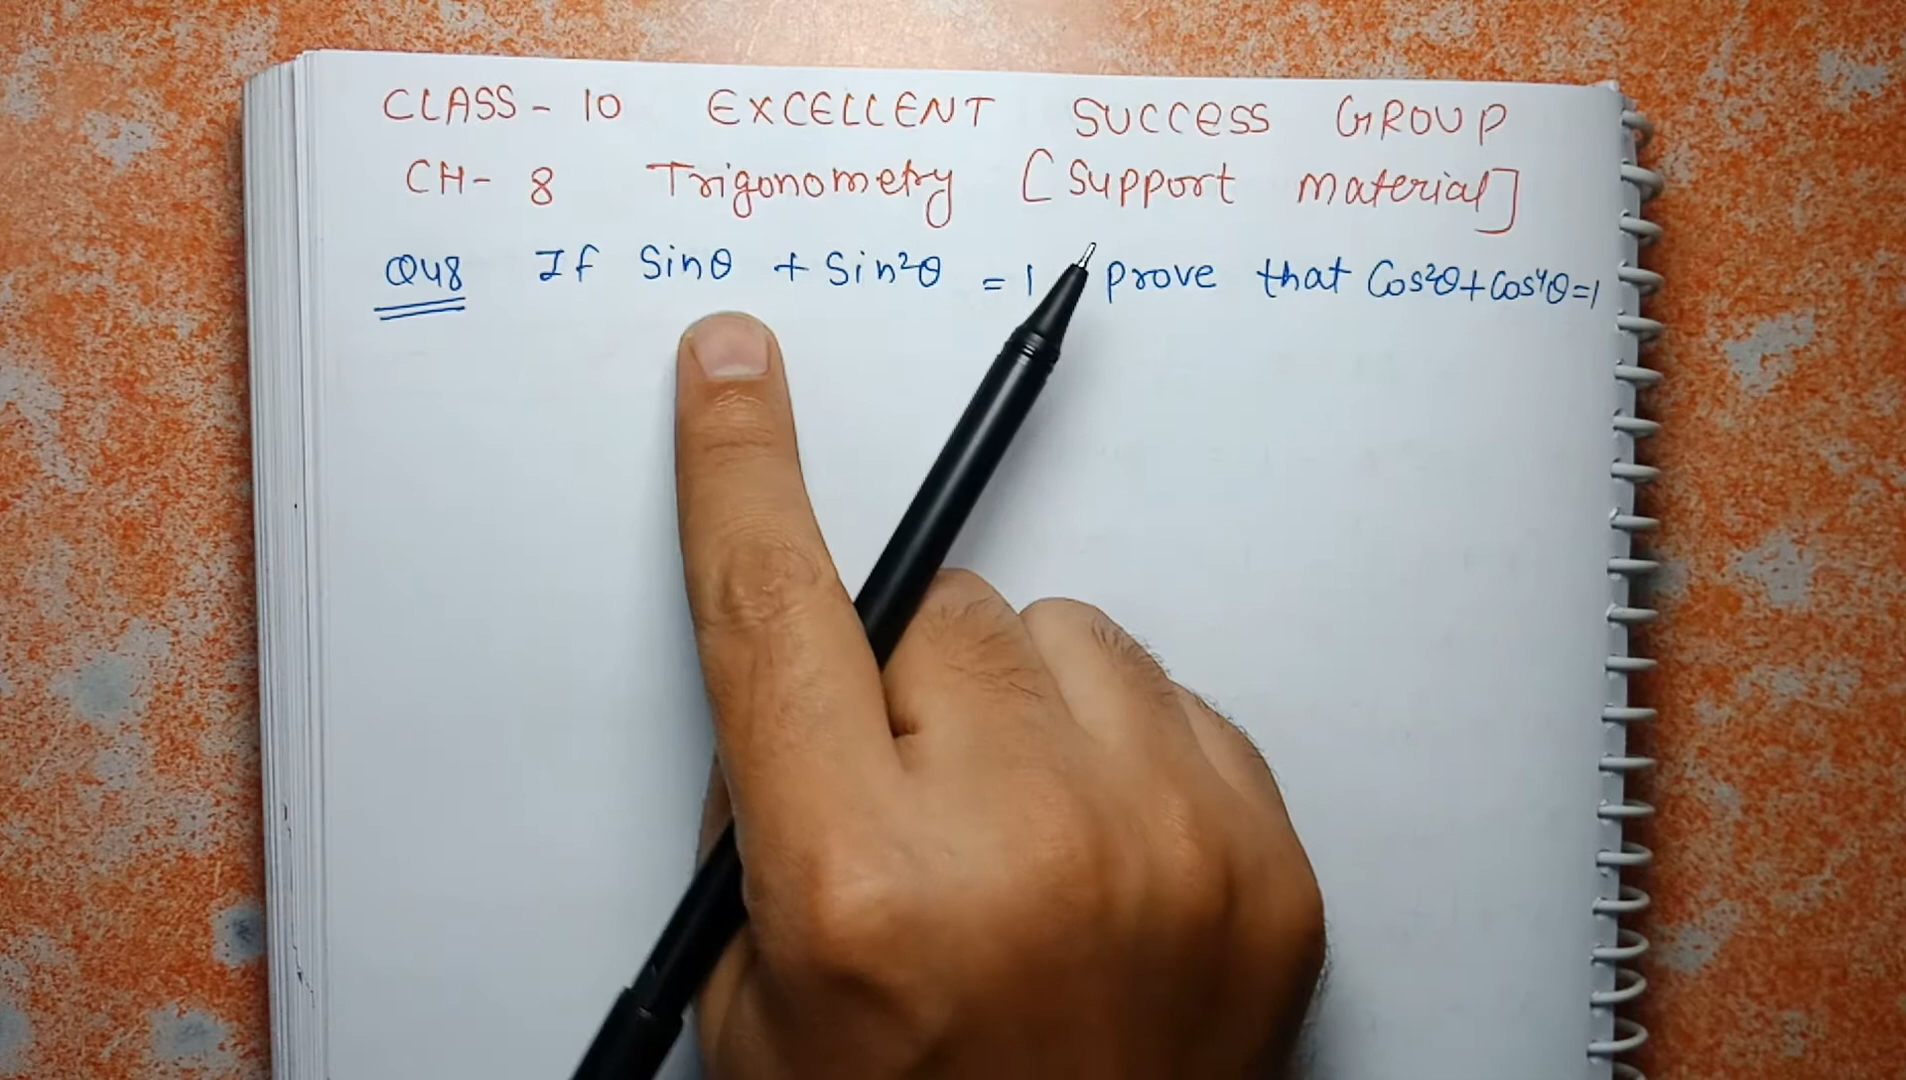 CLASS - 10 EXCELLENT SUCCESS GROUP
CH- 8 Trigonometry [Support material]
Q48 If Sinθ + Sin²θ = 1 Prove that Cos²θ+Cos⁴θ=1